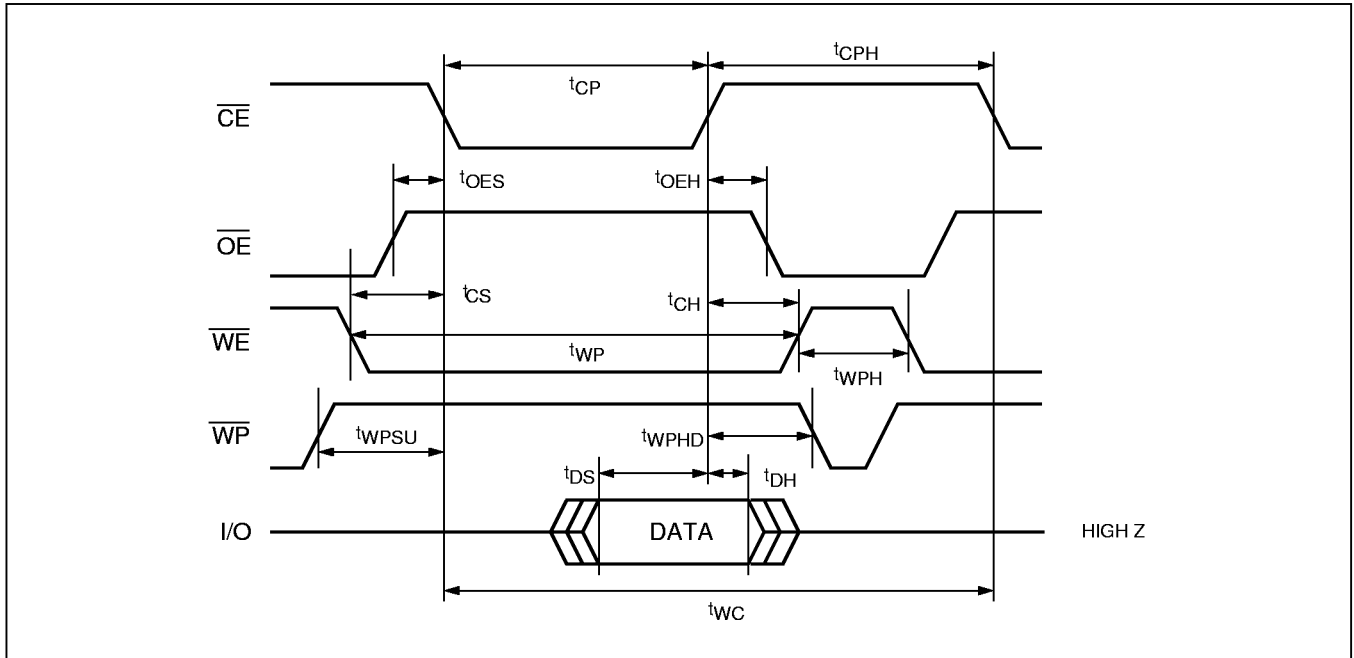 tCPH
tCP
CE
tOES
tOEH
OE
tCS
tCH
WE
tWP
tWPH
WP
tWPSU
tWPHD
tDS
tDH
I/O
DATA
HIGH Z
tWC